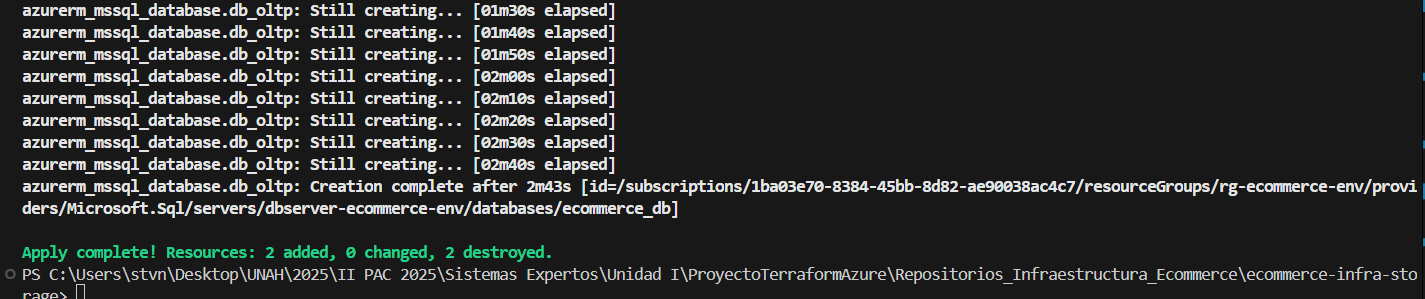 azurerm_mssql_database.db_oltp: Still creating... [01m30s elapsed]
azurerm_mssql_database.db_oltp: Still creating... [01m40s elapsed]
azurerm_mssql_database.db_oltp: Still creating... [01m50s elapsed]
azurerm_mssql_database.db_oltp: Still creating... [02m00s elapsed]
azurerm_mssql_database.db_oltp: Still creating... [02m10s elapsed]
azurerm_mssql_database.db_oltp: Still creating... [02m20s elapsed]
azurerm_mssql_database.db_oltp: Still creating... [02m30s elapsed]
azurerm_mssql_database.db_oltp: Still creating... [02m40s elapsed]
azurerm_mssql_database.db_oltp: Creation complete after 2m43s [id=/subscriptions/1ba03e70-8384-45bb-8d82-ae90038ac4c7/resourceGroups/rg-ecommerce-env/provi
ders/Microsoft.Sql/servers/dbserver-ecommerce-env/databases/ecommerce_db]
Apply complete! Resources: 2 added, 0 changed, 2 destroyed.
PS C:\Users\stvn\Desktop\UNAH\2025\II PAC 2025\Sistemas Expertos\Unidad I\ProyectoTerraformAzure\Repositorios_Infraestructura_Ecommerce\ecommerce-infra-sto
rage>